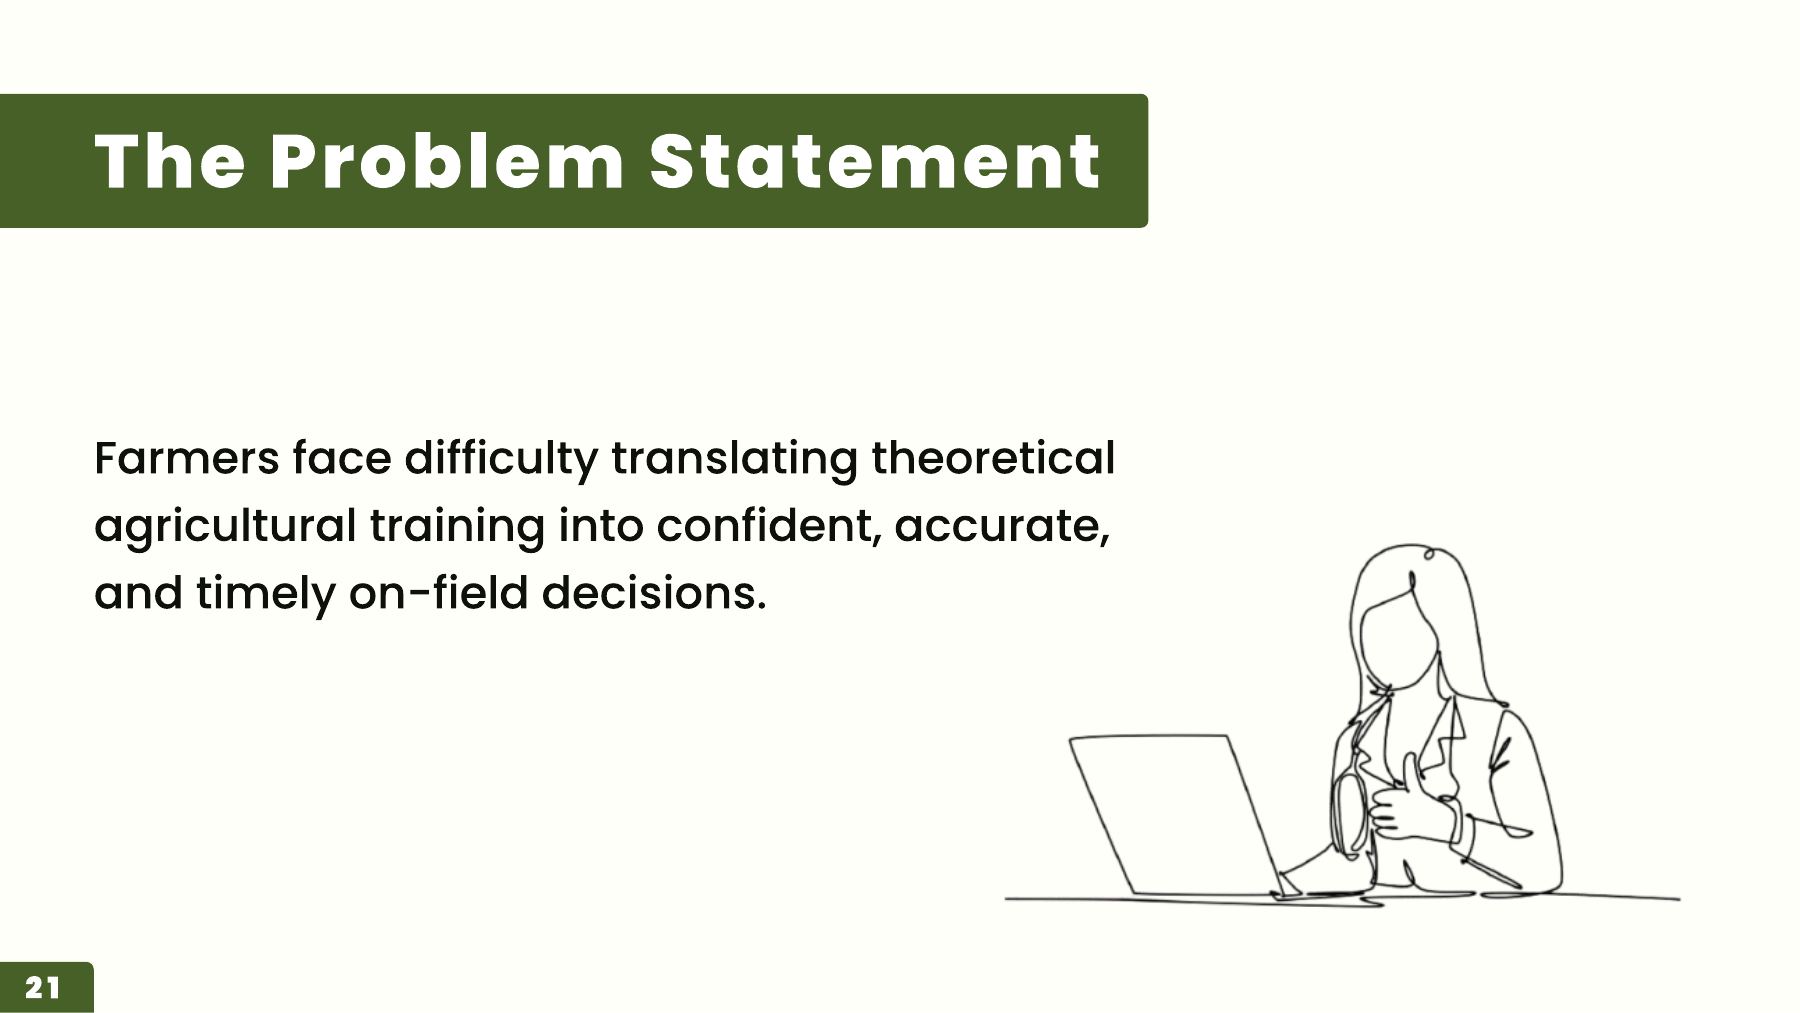 The Problem Statement
Farmers face difficulty translating theoretical
agricultural training into confident, accurate,
and timely on-field decisions.
21